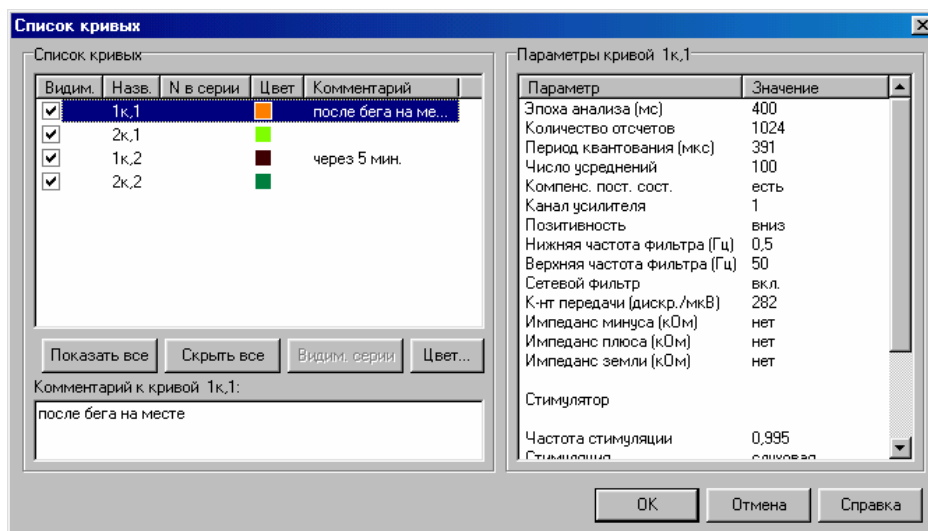 Список кривых
Список кривых
Видим. Назв. N в серии Цвет Комментарий
1к,1 после бега на ме...
2к,1
1к,2 через 5 мин.
2к,2
Показать все Скрыть все Видим. серии Цвет...
Комментарий к кривой 1к,1:
после бега на месте
Параметры кривой 1к,1
Параметр Значение
Эпоха анализа (мс) 400
Количество отсчетов 1024
Период квантования (мкс) 391
Число усреднений 100
Компенс. пост. сост. есть
Канал усилителя 1
Позитивность вниз
Нижняя частота фильтра (Гц) 0,5
Верхняя частота фильтра (Гц) 50
Сетевой фильтр вкл.
К-нт передачи (дискр./мкВ) 282
Импеданс минуса (кОм) нет
Импеданс плюса (кОм) нет
Импеданс земли (кОм) нет
Стимулятор
Частота стимуляции 0,995
Стимуляция слуховая
OK Отмена Справка